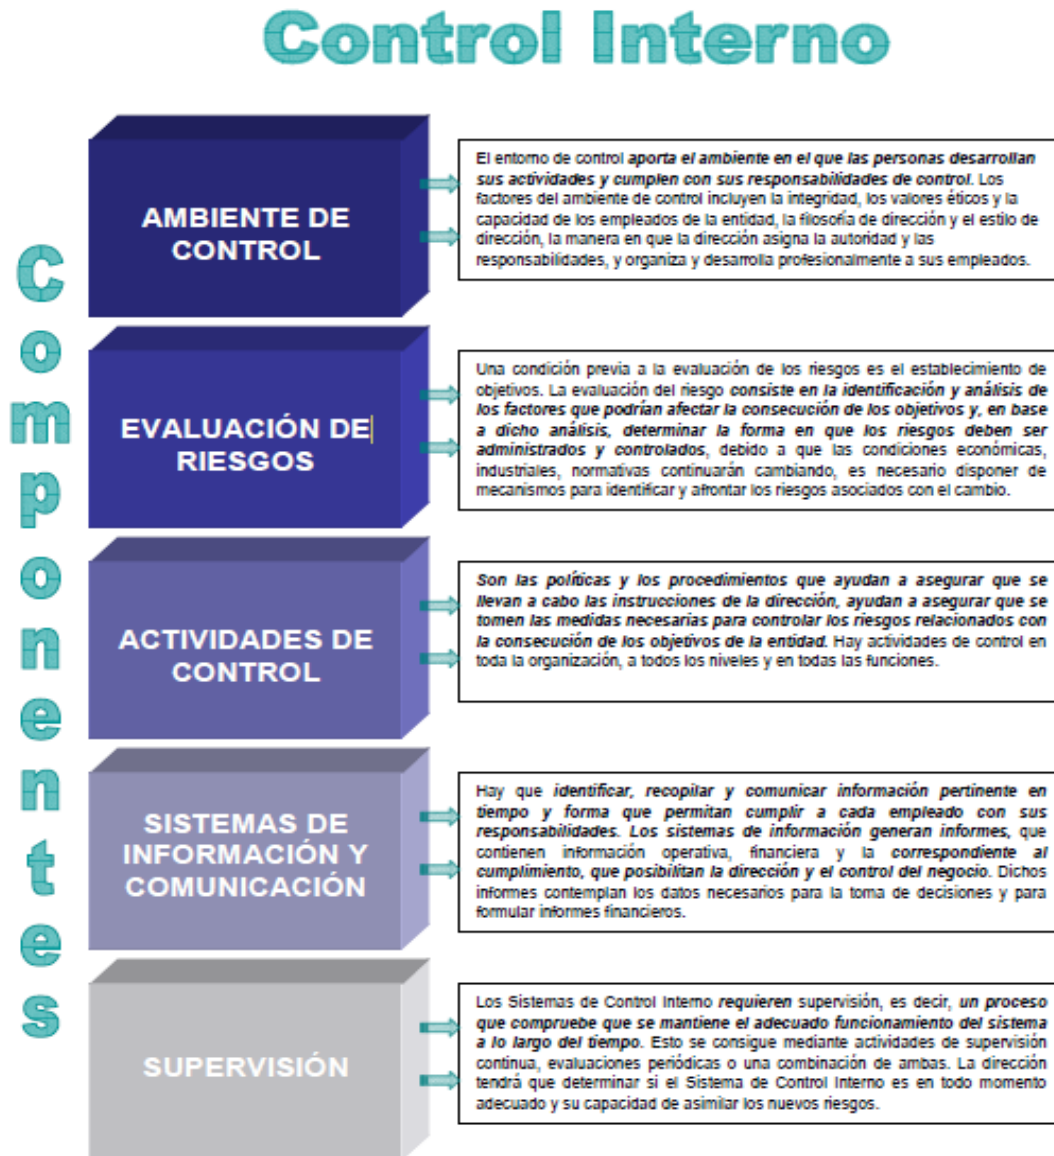 Control Interno
Componentes
AMBIENTE DE
CONTROL
El entorno de control aporta el ambiente en el que las personas desarrollan
sus actividades y cumplen con sus responsabilidades de control. Los
factores del ambiente de control incluyen la integridad, los valores éticos y la
capacidad de los empleados de la entidad, la filosofía de dirección y el estilo de
dirección, la manera en que la dirección asigna la autoridad y las
responsabilidades, y organiza y desarrolla profesionalmente a sus empleados.
EVALUACIÓN DE
RIESGOS
Una condición previa a la evaluación de los riesgos es el establecimiento de
objetivos. La evaluación del riesgo consiste en la identificación y análisis de
los factores que podrían afectar la consecución de los objetivos y, en base
a dicho análisis, determinar la forma en que los riesgos deben ser
administrados y controlados, debido a que las condiciones económicas,
industriales, normativas continuarán cambiando, es necesario disponer de
mecanismos para identificar y afrontar los riesgos asociados con el cambio.
ACTIVIDADES DE
CONTROL
Son las políticas y los procedimientos que ayudan a asegurar que se
llevan a cabo las instrucciones de la dirección, ayudan a asegurar que se
tomen las medidas necesarias para controlar los riesgos relacionados con
la consecución de los objetivos de la entidad. Hay actividades de control en
toda la organización, a todos los niveles y en todas las funciones.
SISTEMAS DE
INFORMACIÓN Y
COMUNICACIÓN
Hay que identificar, recopilar y comunicar información pertinente en
tiempo y forma que permitan cumplir a cada empleado con sus
responsabilidades. Los sistemas de información generan informes, que
contienen información operativa, financiera y la correspondiente al
cumplimiento, que posibilitan la dirección y el control del negocio. Dichos
informes contemplan los datos necesarios para la toma de decisiones y para
formular informes financieros.
SUPERVISIÓN
Los Sistemas de Control Interno requieren supervisión, es decir, un proceso
que compruebe que se mantiene el adecuado funcionamiento del sistema
a lo largo del tiempo. Esto se consigue mediante actividades de supervisión
continua, evaluaciones periódicas o una combinación de ambas. La dirección
tendrá que determinar si el Sistema de Control Interno es en todo momento
adecuado y su capacidad de asimilar los nuevos riesgos.